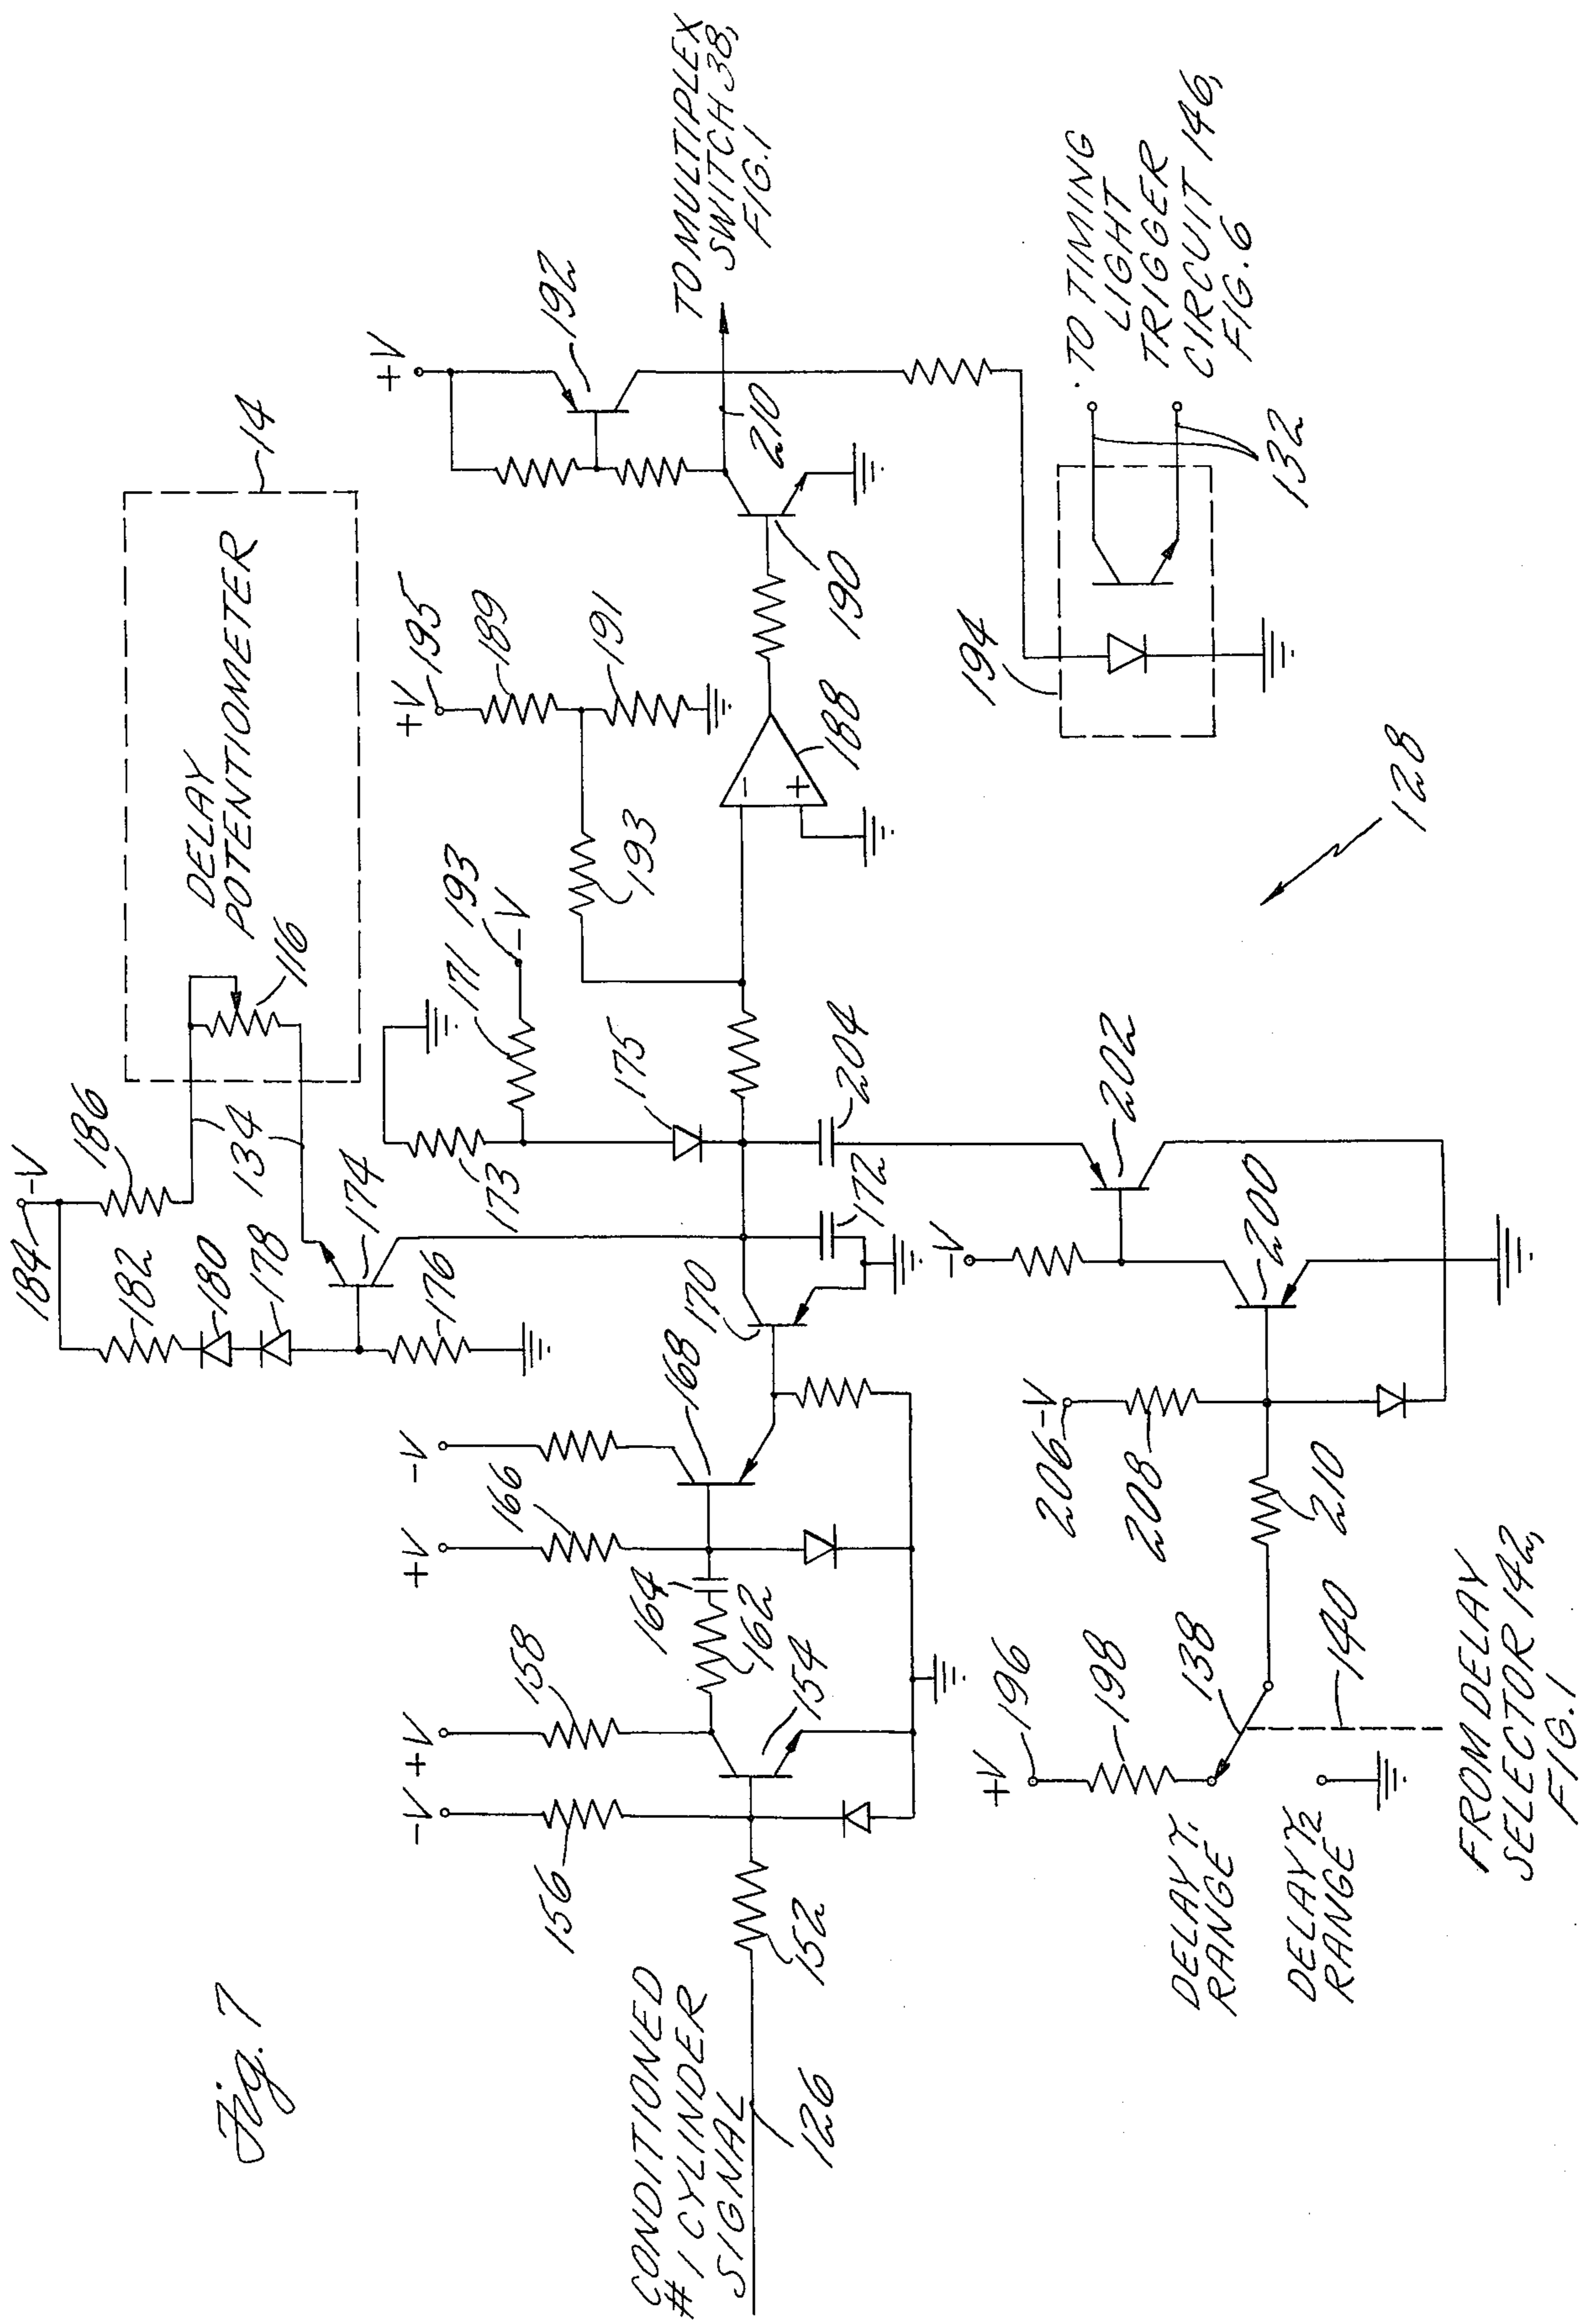 Fig. 7
CONDITIONED
#1 CYLINDER
SIGNAL
126
152
156
-V
158
+V
154
162
164
166
+V
-V
168
170
172
174
176
178
180
182
184
-V
186
134
DELAY
POTENTIOMETER
116
14
173
171
193
-V
175
204
193
+V
195
189
191
188
190
+V
192
210
TO MULTIPLEX
SWITCH 38,
FIG. 1
194
132
TO TIMING
LIGHT
TRIGGER
CIRCUIT 146,
FIG. 6
128
+V
196
198
138
140
DELAY T1
RANGE
DELAY T2
RANGE
FROM DELAY
SELECTOR 142,
FIG. 1
206
-V
208
210
-V
200
202
-
+